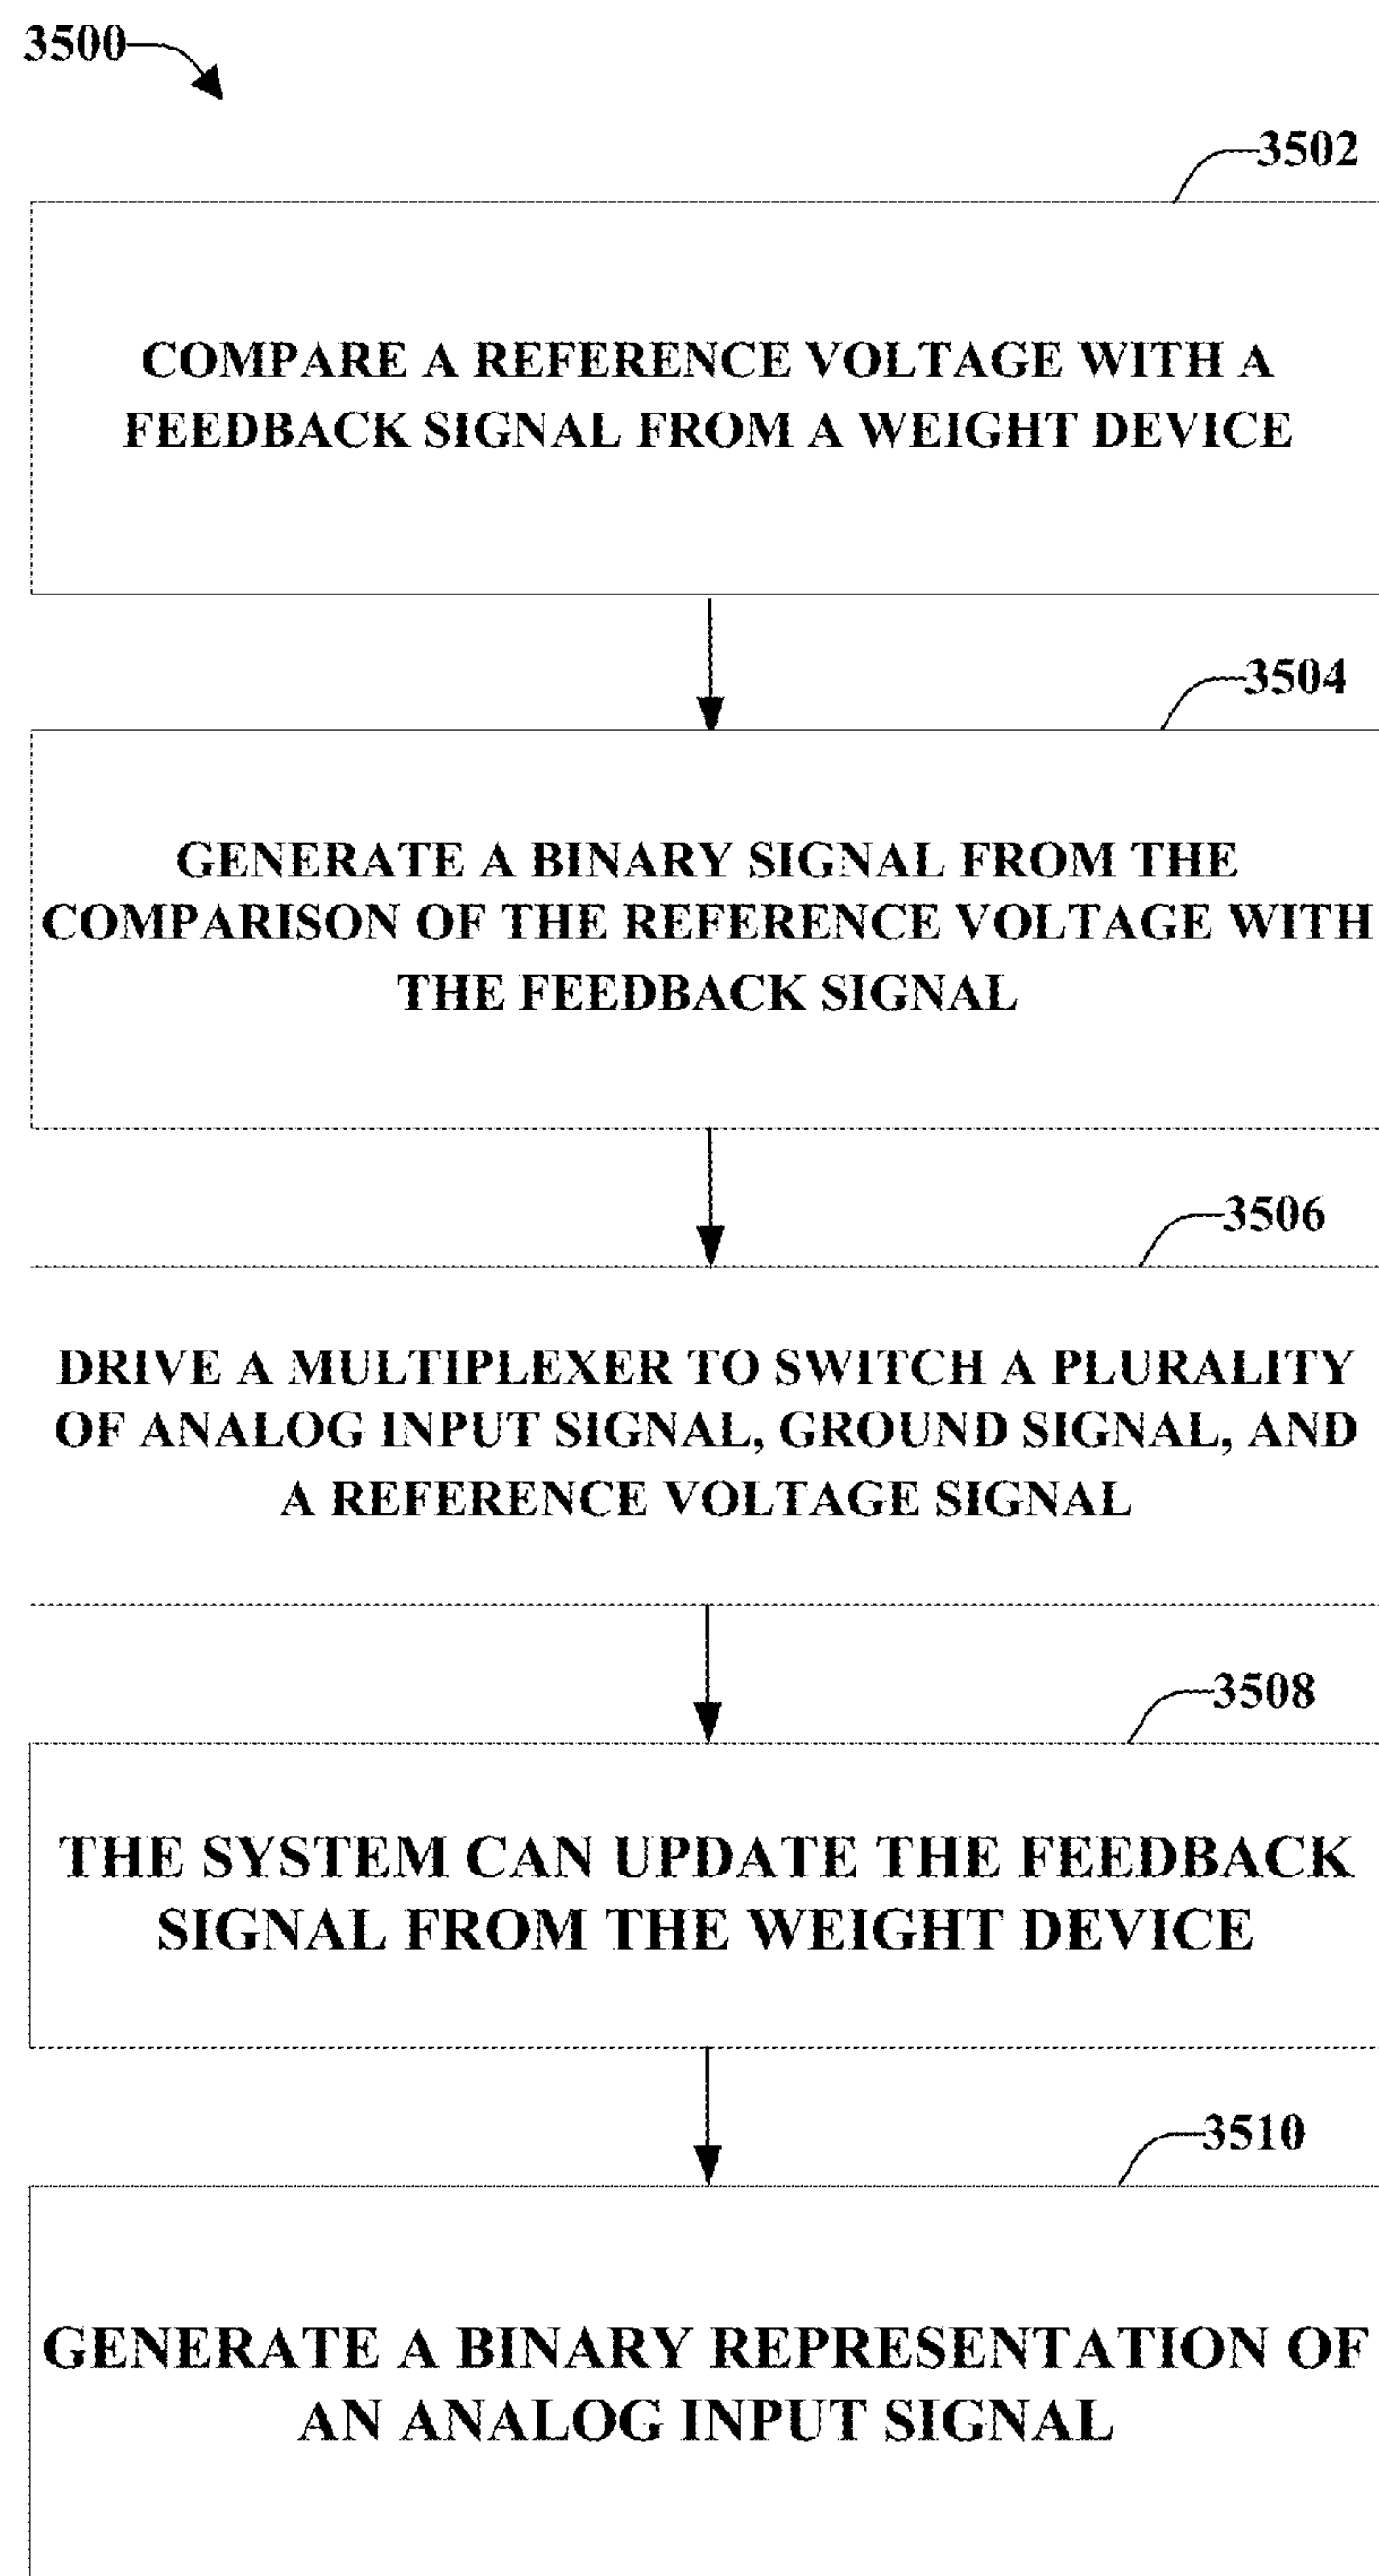 3500
3502
COMPARE A REFERENCE VOLTAGE WITH A
FEEDBACK SIGNAL FROM A WEIGHT DEVICE
3504
GENERATE A BINARY SIGNAL FROM THE
COMPARISON OF THE REFERENCE VOLTAGE WITH
THE FEEDBACK SIGNAL
3506
DRIVE A MULTIPLEXER TO SWITCH A PLURALITY
OF ANALOG INPUT SIGNAL, GROUND SIGNAL, AND
A REFERENCE VOLTAGE SIGNAL
3508
THE SYSTEM CAN UPDATE THE FEEDBACK
SIGNAL FROM THE WEIGHT DEVICE
3510
GENERATE A BINARY REPRESENTATION OF
AN ANALOG INPUT SIGNAL